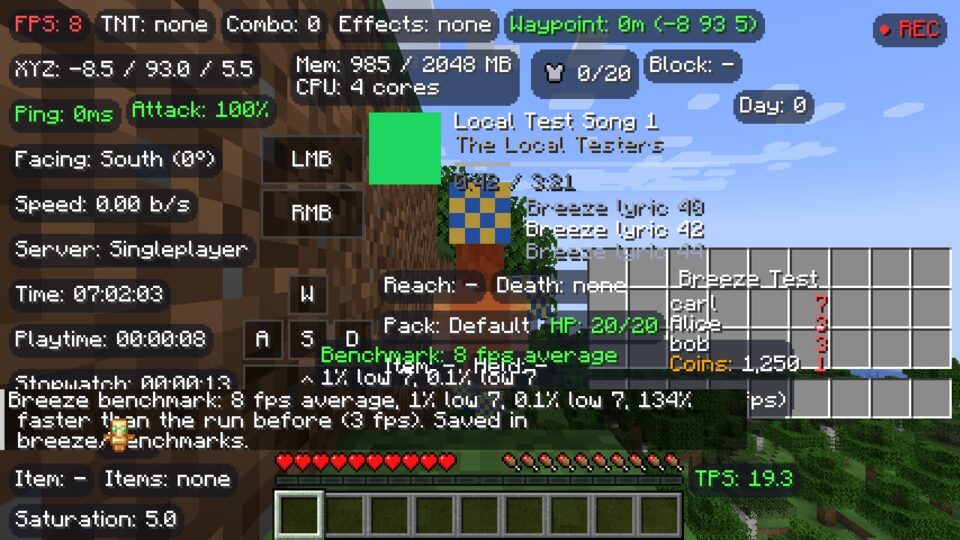 FPS: 8 TNT: none Combo: 0 Effects: none Waypoint: 0m (-8 93 5) REC
XYZ: -8.5 / 93.0 / 5.5 Mem: 985 / 2048 MB 0/20 Block: -
CPU: 4 cores
Ping: 0ms Attack: 100% Day: 0
Local Test Song 1
The Local Testers
Facing: South (0°) LMB
0:42 / 3:21
Speed: 0.00 b/s RMB
Breeze lyric 40
Breeze lyric 42
Breeze lyric 44
Server: Singleplayer
Breeze Test
Time: 07:02:03 W Reach: - Death: none
carl 7
Alice 3
bob 3
Coins: 1,250 1
Pack: Default HP: 20/20
Playtime: 00:00:08 A S D
Benchmark: 8 fps average
Item: - Held: -
1% low 7, 0.1% low 7
Stopwatch: 00:00:13
Breeze benchmark: 8 fps average, 1% low 7, 0.1% low 7, 134% fps)
faster than the run before (3 fps). Saved in
breeze/benchmarks.
Item: - Items: none TPS: 19.3
Saturation: 5.0